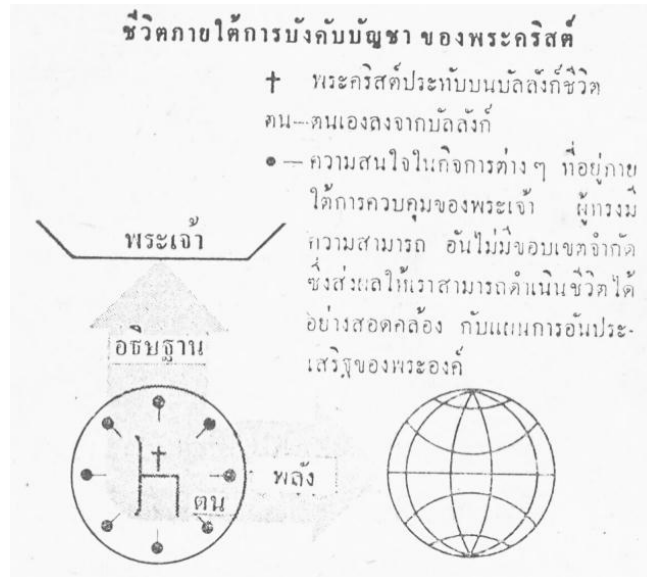 ชีวิตภายใต้การบังคับบัญชา ของพระคริสต์
† พระคริสต์ประทับบนบัลลังก์ชีวิต
ตน—ตนเองลงจากบัลลังก์
● — ความสนใจในกิจการต่าง ๆ ที่อยู่ภาย
ใต้การควบคุมของพระเจ้า ผู้ทรงมี
ความสามารถ อันไม่มีขอบเขตจำกัด
ซึ่งส่งผลให้เราสามารถดำเนินชีวิตได้
อย่างสอดคล้อง กับแผนการอันประ-
เสริฐของพระองค์
พระเจ้า
อธิษฐาน
†
ตน
พลัง